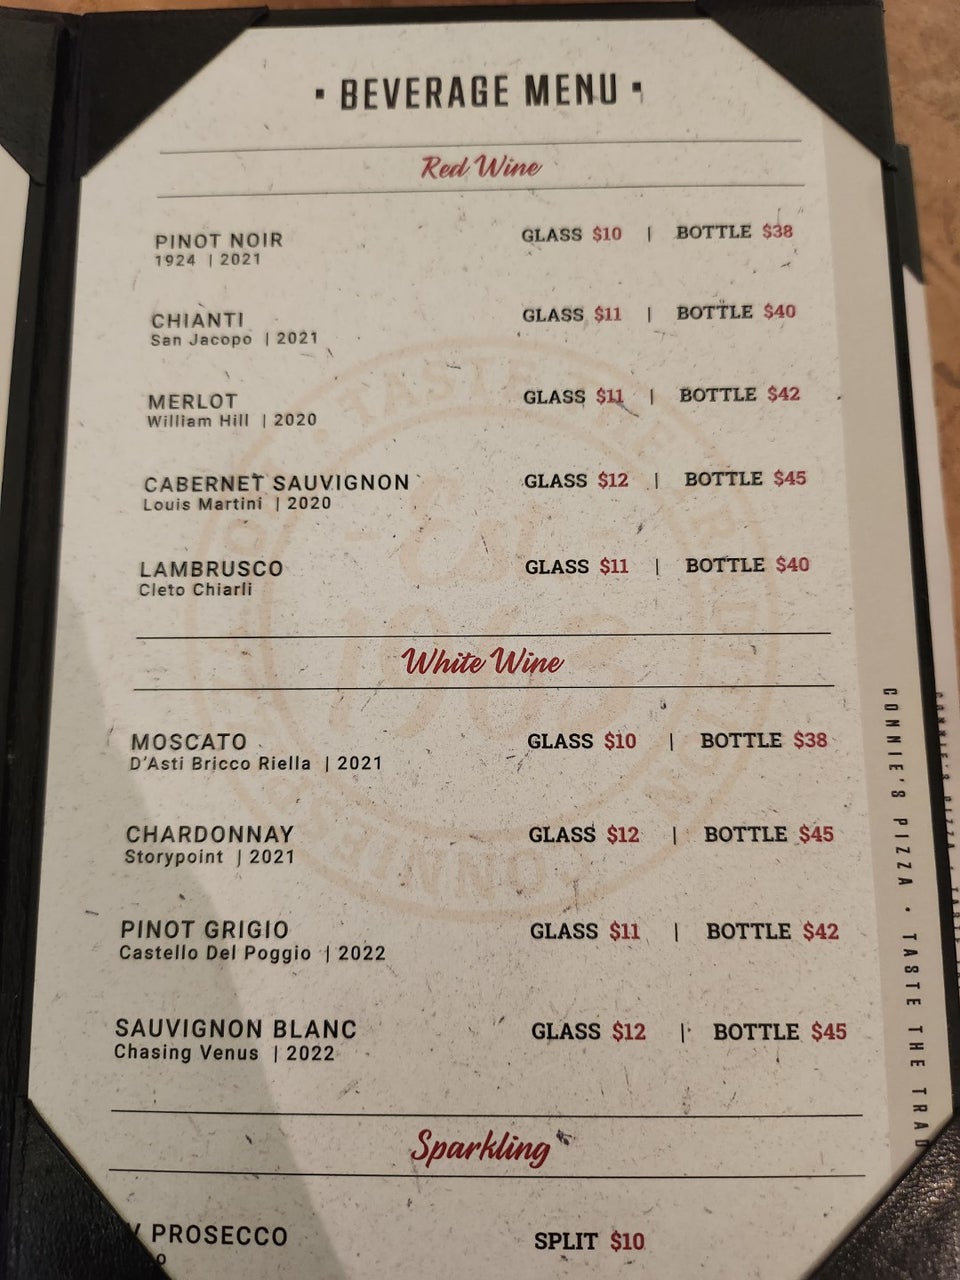 · BEVERAGE MENU ·
Red Wine
PINOT NOIR GLASS $10 | BOTTLE $38
1924 | 2021
CHIANTI GLASS $11 | BOTTLE $40
San Jacopo | 2021
MERLOT GLASS $11 | BOTTLE $42
William Hill | 2020
CABERNET SAUVIGNON GLASS $12 | BOTTLE $45
Louis Martini | 2020
LAMBRUSCO GLASS $11 | BOTTLE $40
Cleto Chiarli
White Wine
MOSCATO GLASS $10 | BOTTLE $38
D'Asti Bricco Riella | 2021
CHARDONNAY GLASS $12 | BOTTLE $45
Storypoint | 2021
PINOT GRIGIO GLASS $11 | BOTTLE $42
Castello Del Poggio | 2022
SAUVIGNON BLANC GLASS $12 | BOTTLE $45
Chasing Venus | 2022
Sparkling
PROSECCO SPLIT $10
CONNIE'S PIZZA · TASTE THE TRAD